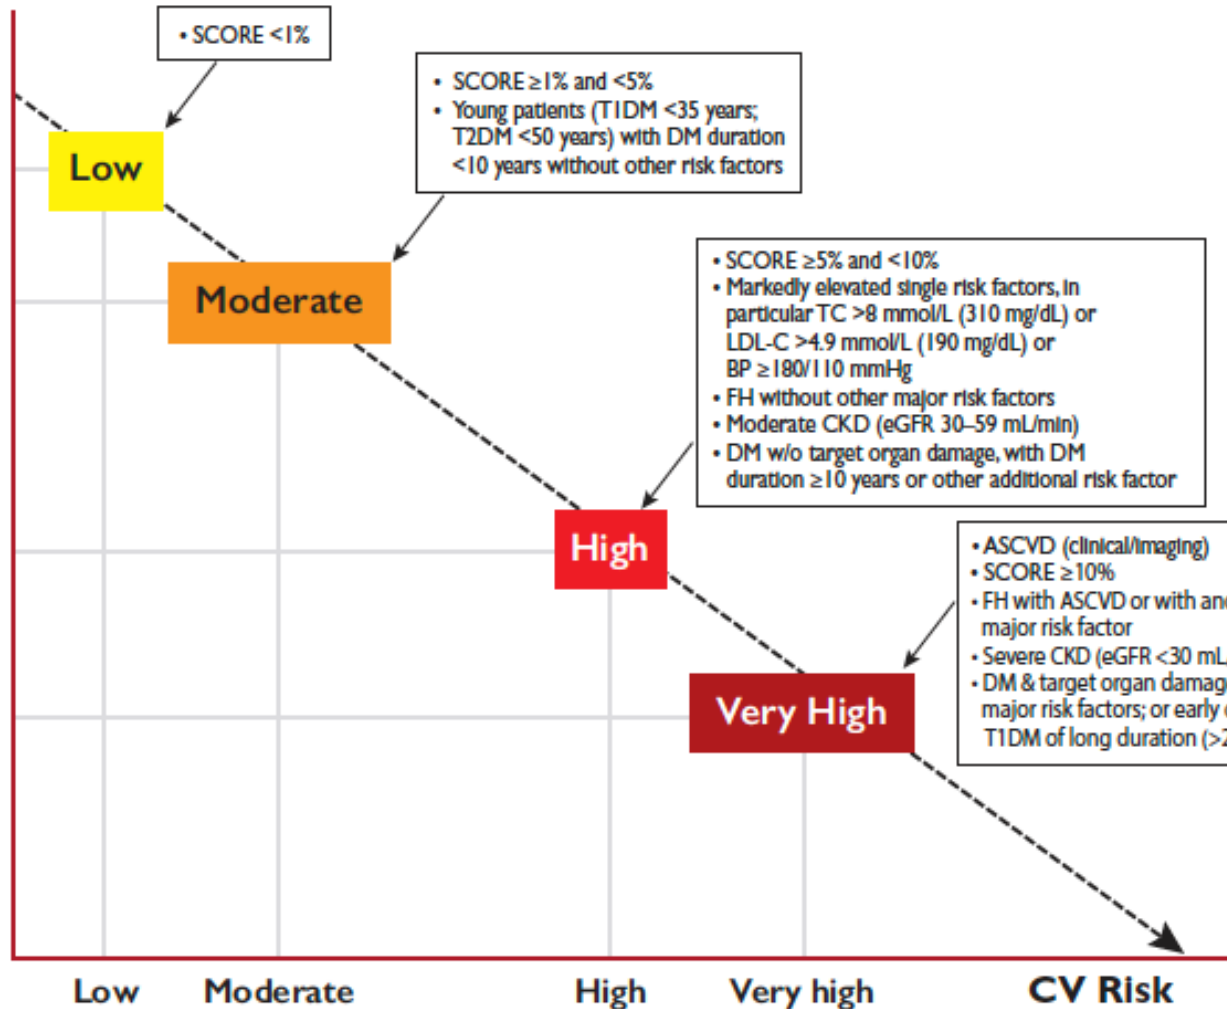 • SCORE <1%
• SCORE ≥1% and <5%
• Young patients (T1DM <35 years;
T2DM <50 years) with DM duration
<10 years without other risk factors
Low
Moderate
• SCORE ≥5% and <10%
• Markedly elevated single risk factors, in
particular TC >8 mmol/L (310 mg/dL) or
LDL-C >4.9 mmol/L (190 mg/dL) or
BP ≥180/110 mmHg
• FH without other major risk factors
• Moderate CKD (eGFR 30–59 mL/min)
• DM w/o target organ damage, with DM
duration ≥10 years or other additional risk factor
High
• ASCVD (clinical/imaging)
• SCORE ≥10%
• FH with ASCVD or with
major risk factor
• Severe CKD (eGFR <30 mL
• DM & target organ
major risk factors; or early
T1DM of long duration
Very High
Low Moderate High Very high CV Risk